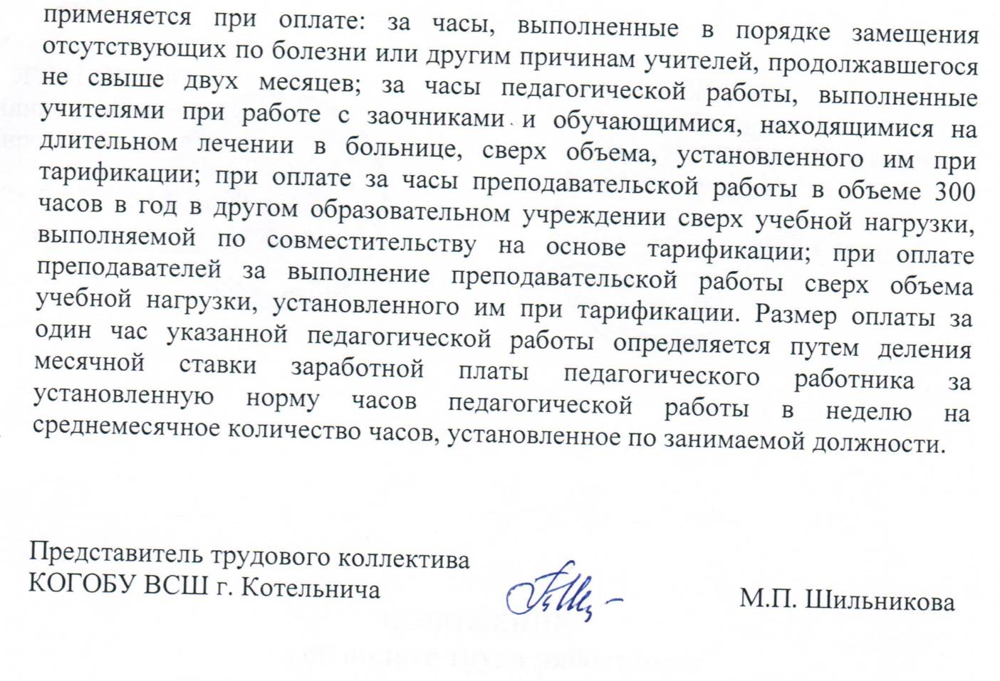 применяется при оплате: за часы, выполненные в порядке замещения
отсутствующих по болезни или другим причинам учителей, продолжавшегося
не свыше двух месяцев; за часы педагогической работы, выполненные
учителями при работе с заочниками и обучающимися, находящимися на
длительном лечении в больнице, сверх объема, установленного им при
тарификации; при оплате за часы преподавательской работы в объеме 300
часов в год в другом образовательном учреждении сверх учебной нагрузки,
выполняемой по совместительству на основе тарификации; при оплате
преподавателей за выполнение преподавательской работы сверх объема
учебной нагрузки, установленного им при тарификации. Размер оплаты за
один час указанной педагогической работы определяется путем деления
месячной ставки заработной платы педагогического работника за
установленную норму часов педагогической работы в неделю на
среднемесячное количество часов, установленное по занимаемой должности.
Представитель трудового коллектива
КОГОБУ ВСШ г. Котельнича
М.П. Шильникова